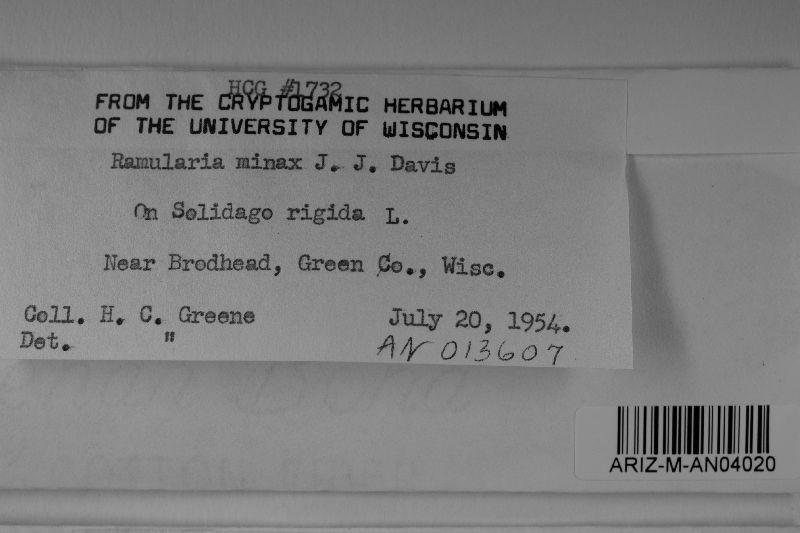 HCG #1732
FROM THE CRYPTOGAMIC HERBARIUM
OF THE UNIVERSITY OF WISCONSIN
Ramularia minax J. J. Davis
On Solidago rigida L.
Near Brodhead, Green Co., Wisc.
Coll. H. C. Greene July 20, 1954.
Det. "
AN 013607
ARIZ-M-AN04020